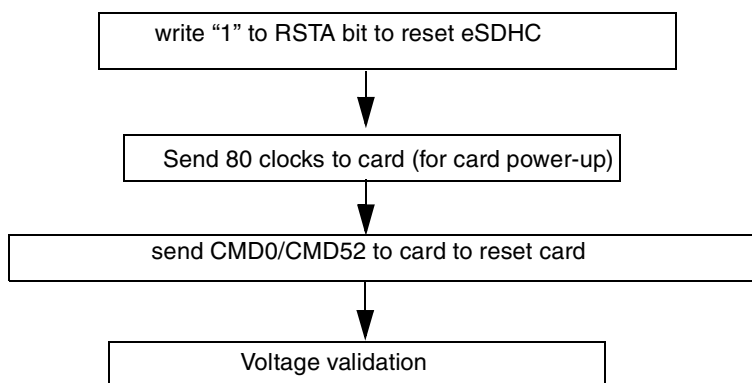 write “1” to RSTA bit to reset eSDHC
Send 80 clocks to card (for card power-up)
send CMD0/CMD52 to card to reset card
Voltage validation